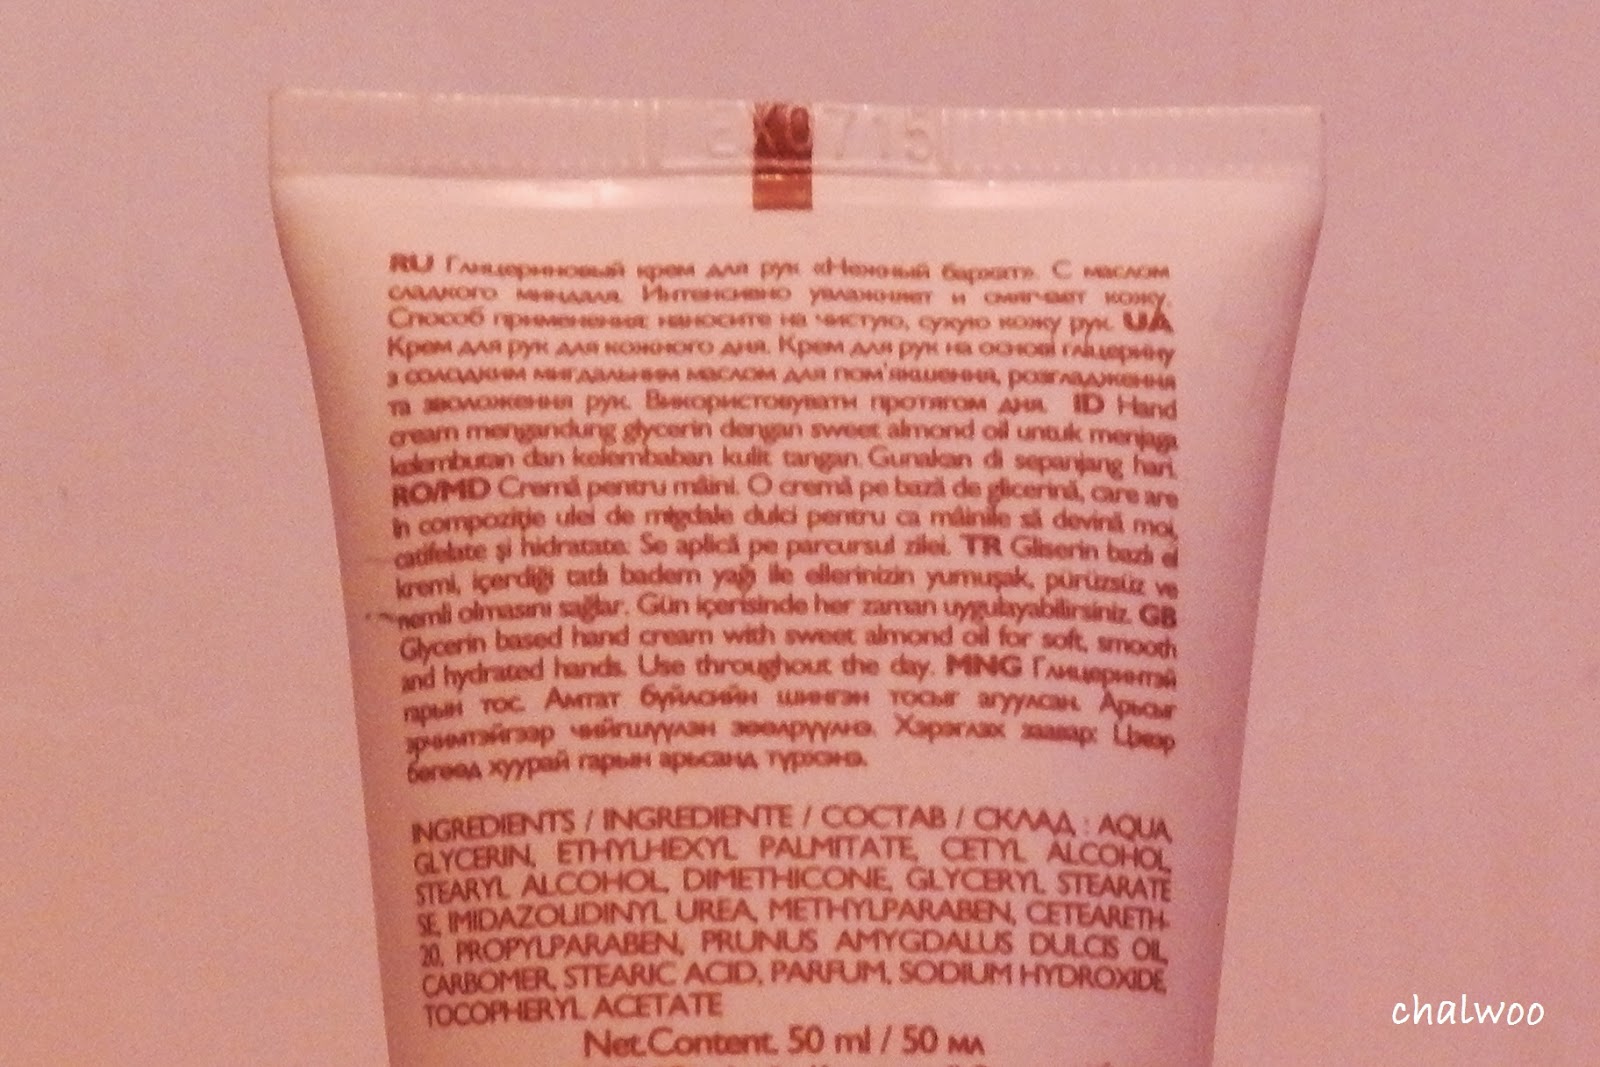 EX0715
RU Глицериновый крем для рук «Нежный бархат». С маслом
сладкого миндаля. Интенсивно увлажняет и смягчает кожу.
Способ применения: наносите на чистую, сухую кожу рук. UA
Крем для рук для кожного дня. Крем для рук на основі гліцерину
з солодким мигдальним маслом для пом'якшення, розгладження
та зволоження рук. Використовувати протягом дня. ID Hand
cream mengandung glycerin dengan sweet almond oil untuk menjaga
kelembutan dan kelembaban kulit tangan. Gunakan di sepanjang hari.
RO/MD Cremă pentru mâini. O cremă pe bază de glicerină, care are
în compoziție ulei de migdale dulci pentru ca mâinile să devină moi,
catifelate și hidratate. Se aplică pe parcursul zilei. TR Gliserin bazlı el
kremi, içerdiği tatlı badem yağı ile ellerinizin yumuşak, pürüzsüz ve
nemli olmasını sağlar. Gün içerisinde her zaman uygulayabilirsiniz. GB
Glycerin based hand cream with sweet almond oil for soft, smooth
and hydrated hands. Use throughout the day. MNG Глицеринтэй
гарын тос. Амтат бүйлсийн шингэн тосыг агуулсан. Арьсыг
эрчимтэйгээр чийгшүүлэн зөөлрүүлнэ. Хэрэглэх заавар: Цэвэр
бөгөөд хуурай гарын арьсанд түрхэнэ.
INGREDIENTS / INGREDIENTE / СОСТАВ / СКЛАД : AQUA,
GLYCERIN, ETHYLHEXYL PALMITATE, CETYL ALCOHOL,
STEARYL ALCOHOL, DIMETHICONE, GLYCERYL STEARATE
SE, IMIDAZOLIDINYL UREA, METHYLPARABEN, CETEARETH-
20, PROPYLPARABEN, PRUNUS AMYGDALUS DULCIS OIL,
CARBOMER, STEARIC ACID, PARFUM, SODIUM HYDROXIDE,
TOCOPHERYL ACETATE
Net.Content. 50 ml / 50 мл
chalwoo